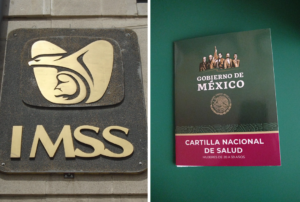 IMSS
GOBIERNO DE
MÉXICO
CARTILLA NACIONAL
DE SALUD